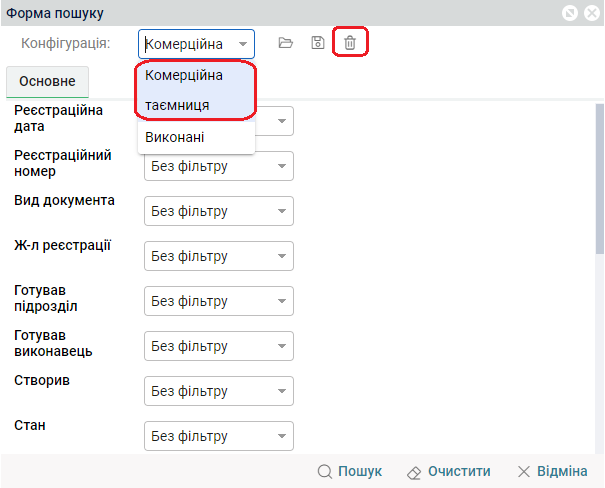 Форма пошуку
Конфігурація:
Комерційна
Комерційна
таємниця
Виконані
Основне
Реєстраційна
дата
Реєстраційний
номер
Без фільтру
Вид документа
Без фільтру
Ж-л реєстрації
Без фільтру
Готував
підрозділ
Без фільтру
Готував
виконавець
Без фільтру
Створив
Без фільтру
Стан
Без фільтру
Пошук
Очистити
Відміна